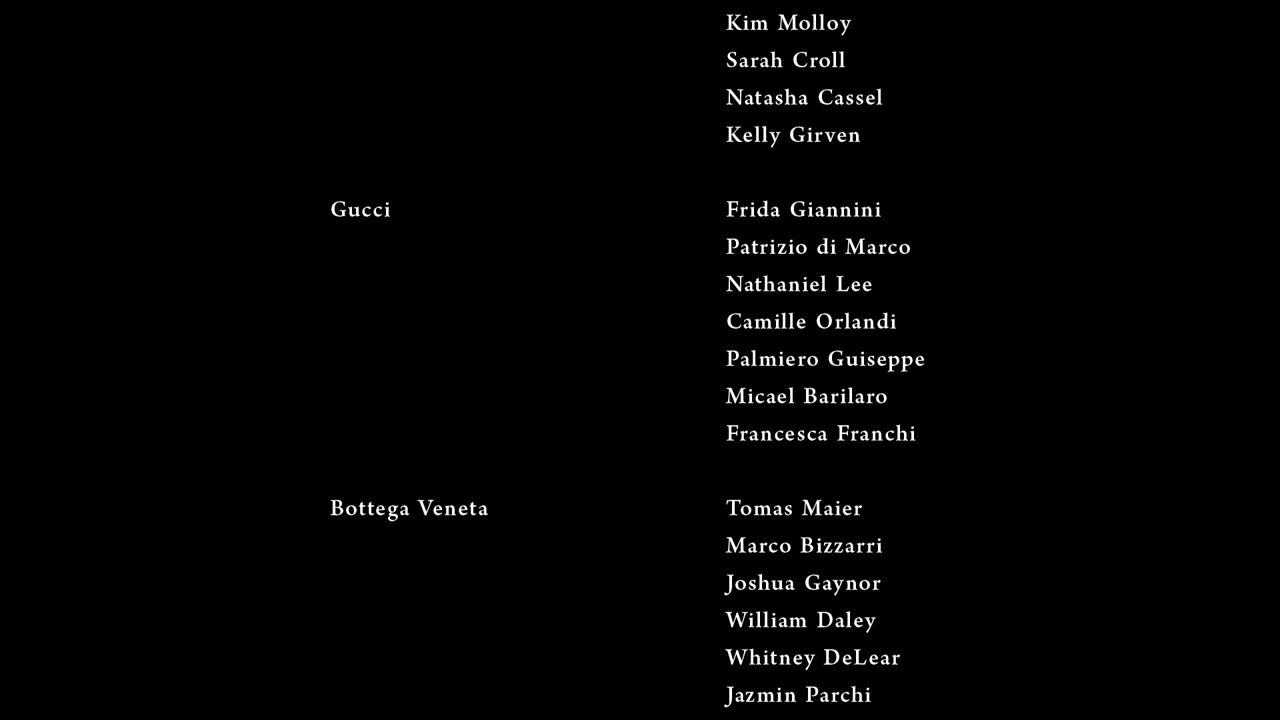 Kim Molloy
Sarah Croll
Natasha Cassel
Kelly Girven
Gucci Frida Giannini
Patrizio di Marco
Nathaniel Lee
Camille Orlandi
Palmiero Guiseppe
Micael Barilaro
Francesca Franchi
Bottega Veneta Tomas Maier
Marco Bizzarri
Joshua Gaynor
William Daley
Whitney DeLear
Jazmin Parchi